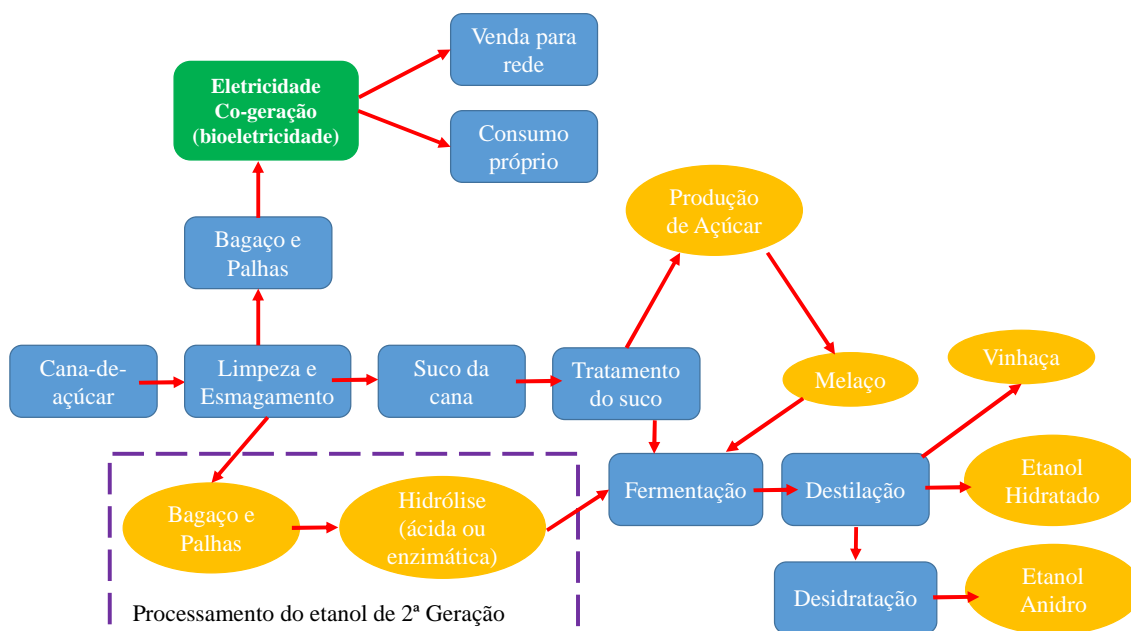 Venda para
rede
Eletricidade
Co-geração
(bioeletricidade)
Consumo
próprio
Produção
de Açúcar
Bagaço e
Palhas
Cana-de-
açúcar
Limpeza e
Esmagamento
Suco da
cana
Tratamento
do suco
Melaço
Vinhaça
Bagaço e
Palhas
Hidrólise
(ácida ou
enzimática)
Fermentação
Destilação
Etanol
Hidratado
Desidratação
Etanol
Anidro
Processamento do etanol de 2ª Geração